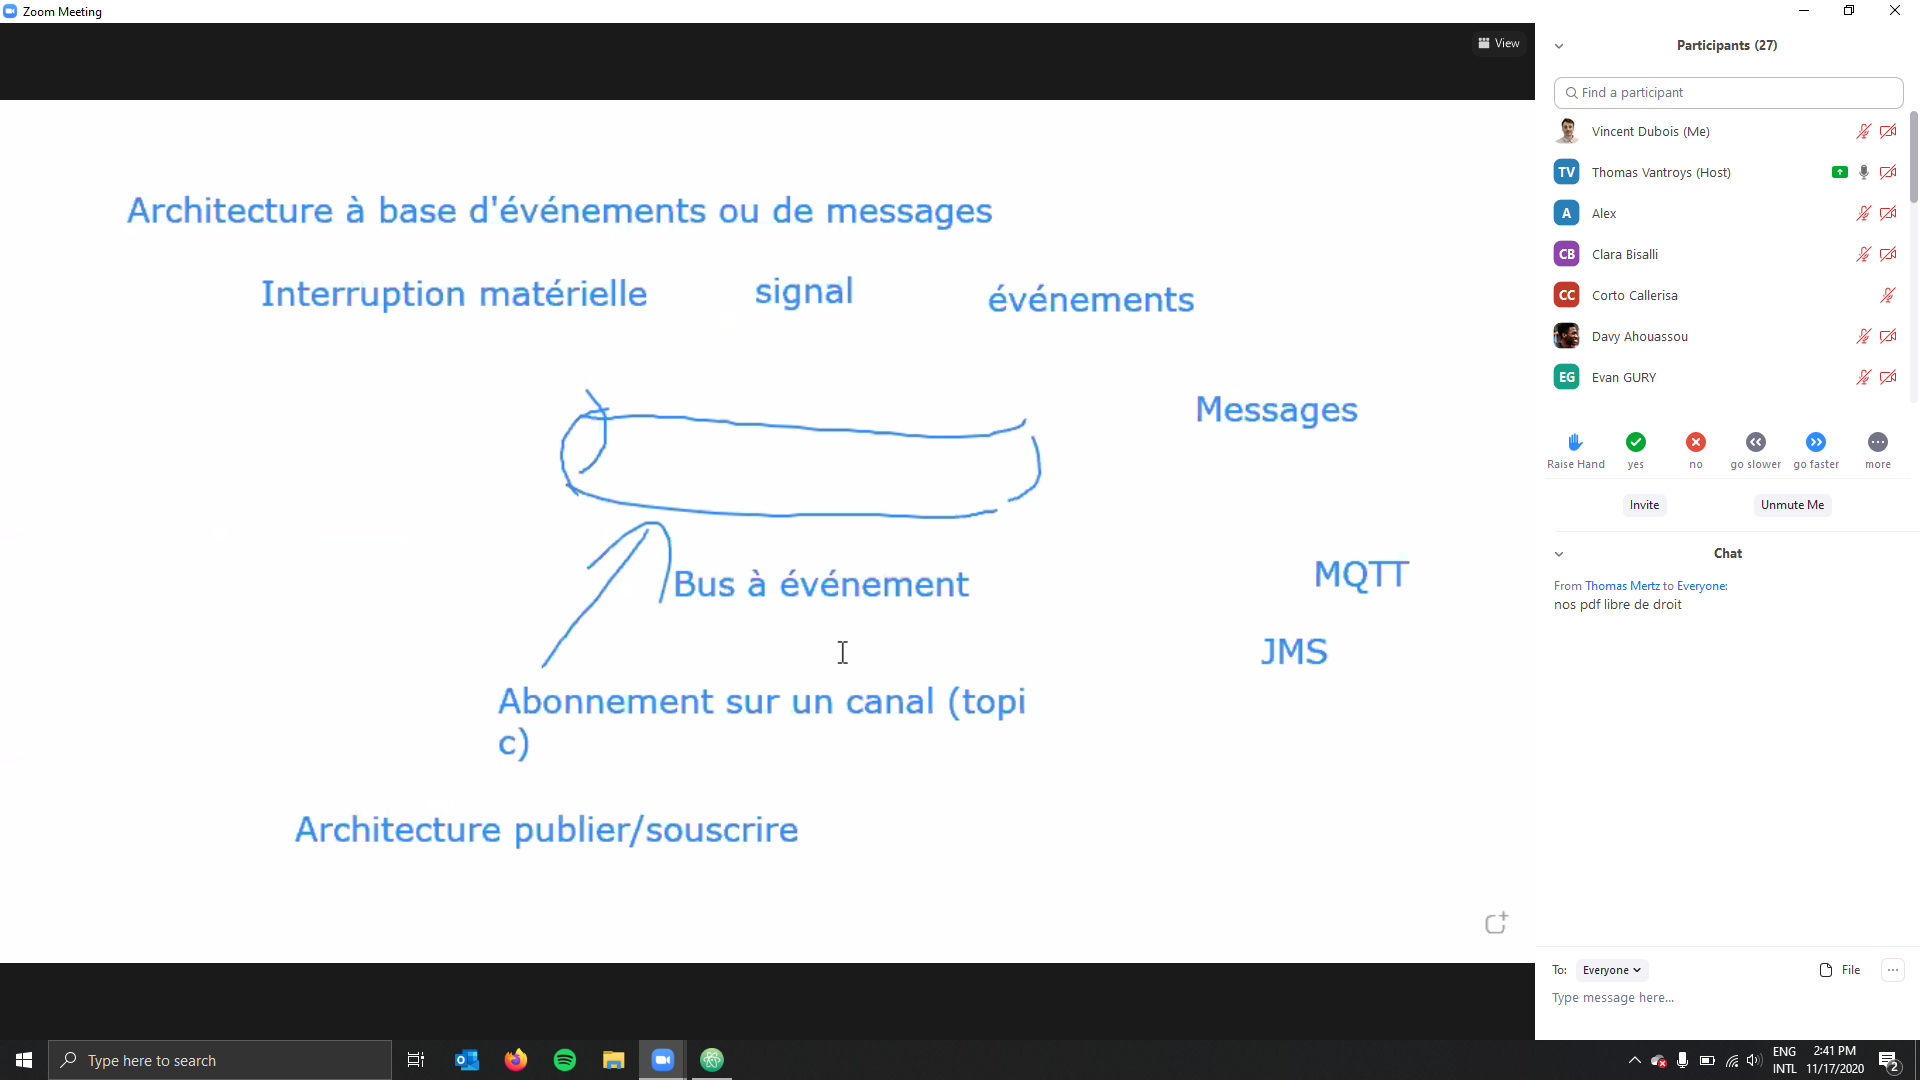 Zoom Meeting
View
Architecture à base d'événements ou de messages
Interruption matérielle
signal
événements
Messages
Bus à événement
MQTT
JMS
Abonnement sur un canal (topi
c)
Architecture publier/souscrire
Participants (27)
Find a participant
Vincent Dubois (Me)
TV Thomas Vantroys (Host)
A Alex
CB Clara Bisalli
CC Corto Callerisa
Davy Ahouassou
EG Evan GURY
Raise Hand yes no go slower go faster more
Invite Unmute Me
Chat
From Thomas Mertz to Everyone:
nos pdf libre de droit
To: Everyone File
Type message here...
Type here to search
ENG 2:41 PM
INTL 11/17/2020 2